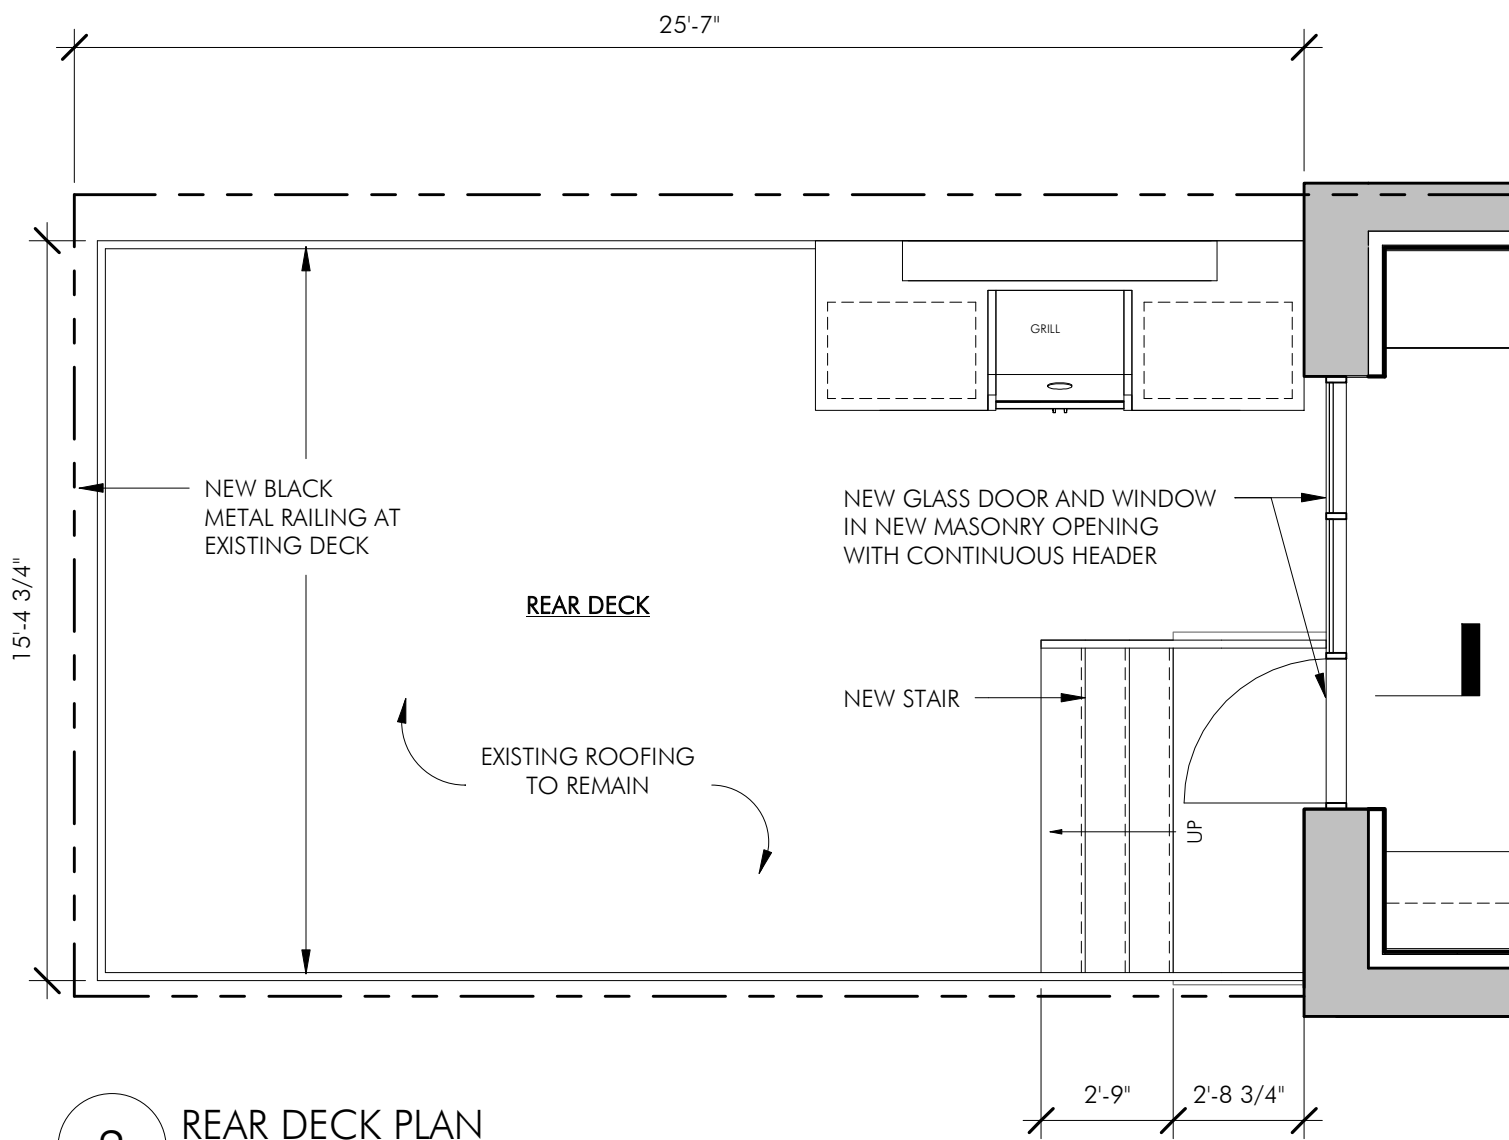 25'-7"
GRILL
NEW BLACK
METAL RAILING AT
EXISTING DECK
NEW GLASS DOOR AND WINDOW
IN NEW MASONRY OPENING
WITH CONTINUOUS HEADER
15'-4 3/4"
REAR DECK
NEW STAIR
EXISTING ROOFING
TO REMAIN
UP
2'-9"
2'-8 3/4"
REAR DECK PLAN